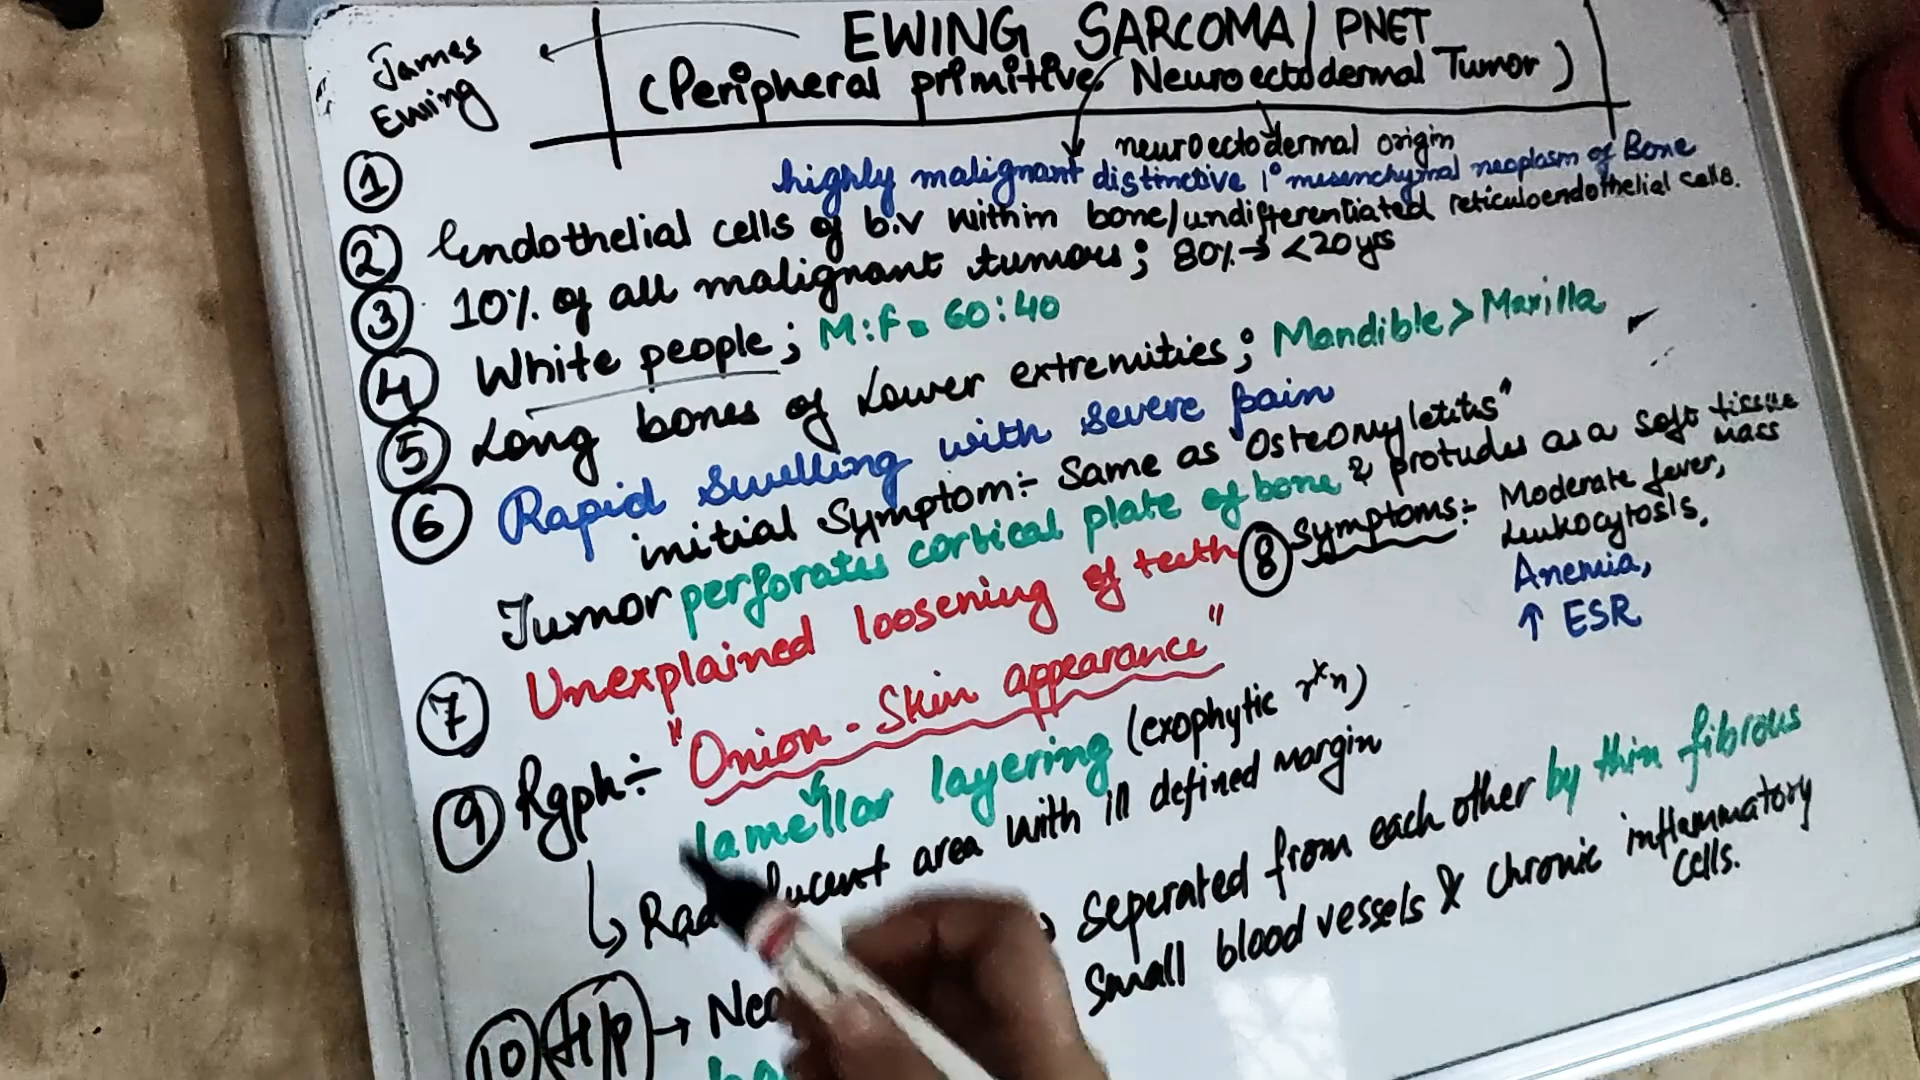 James
Ewing
EWING SARCOMA/PNET
(Peripheral primitive Neuroectodermal Tumor)
neuroectodermal origin
① highly malignant distinctive 1° mesenchymal neoplasm of Bone
② Endothelial cells of b.v within bone/undifferentiated reticuloendothelial cells.
③ 10% of all malignant tumors; 80% → <20 yrs
④ White people; M:F = 60:40
⑤ Long bones of Lower extremities; Mandible > Maxilla
⑥ Rapid swelling with severe pain
initial symptom:- Same as "Osteomyletits"
Tumor perforates cortical plate of bone & protudes as a soft tissue mass
⑦ Unexplained loosening of teeth
⑧ Symptoms:- Moderate fever,
Leukocytosis,
Anemia,
↑ ESR
⑨ Rgph:- "Onion-Skin appearance"
lamellar layering (exophytic rxn)
area with ill defined margin
⑩ H/P →
Seperated from each other by thin fibrous
small blood vessels & chronic inflammatory
cells.